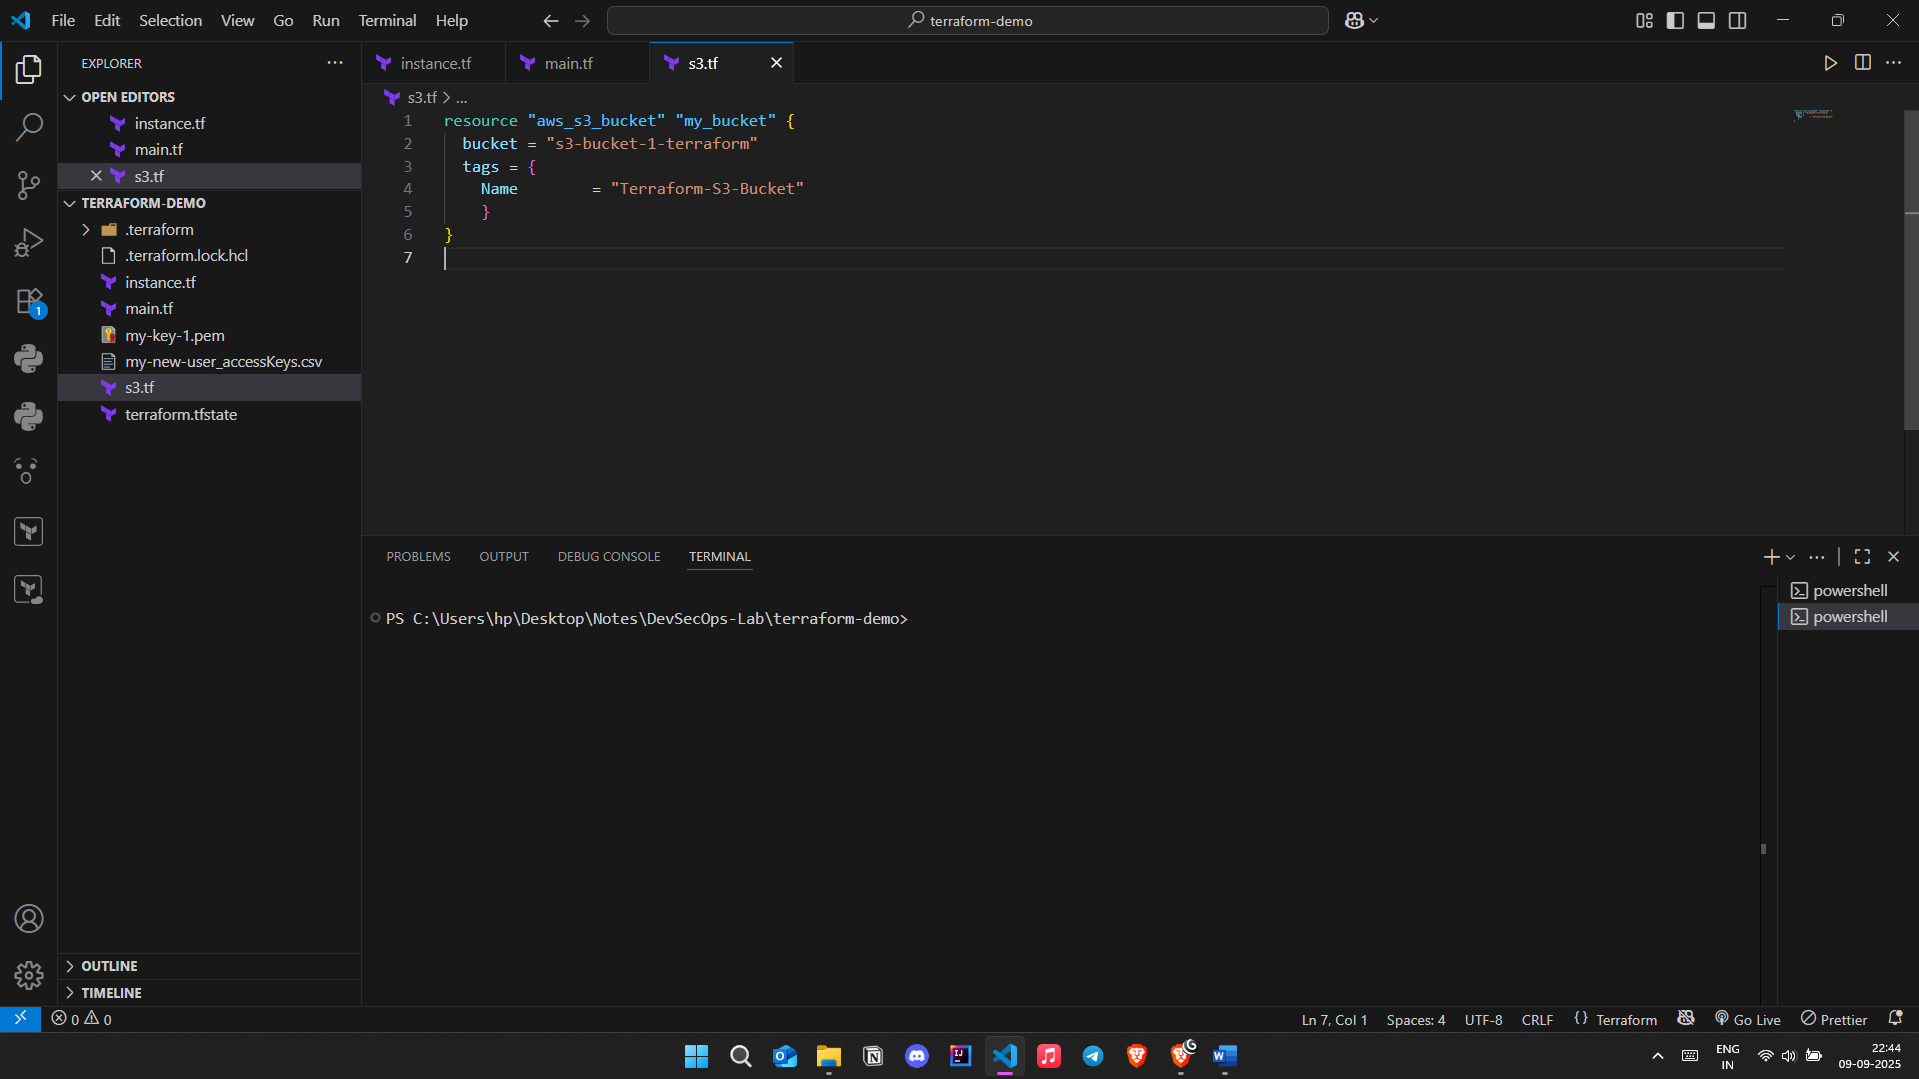 File Edit Selection View Go Run Terminal Help
terraform-demo
EXPLORER
OPEN EDITORS
instance.tf
main.tf
s3.tf
TERRAFORM-DEMO
.terraform
.terraform.lock.hcl
instance.tf
main.tf
my-key-1.pem
my-new-user_accessKeys.csv
s3.tf
terraform.tfstate
OUTLINE
TIMELINE
1
instance.tf main.tf s3.tf
s3.tf > ...
1 resource "aws_s3_bucket" "my_bucket" {
2 bucket = "s3-bucket-1-terraform"
3 tags = {
4 Name        = "Terraform-S3-Bucket"
5 }
6 }
7
PROBLEMS OUTPUT DEBUG CONSOLE TERMINAL
PS C:\Users\hp\Desktop\Notes\DevSecOps-Lab\terraform-demo>
powershell
powershell
0 0 Ln 7, Col 1 Spaces: 4 UTF-8 CRLF {} Terraform Go Live Prettier
ENG
IN
22:44
09-09-2025